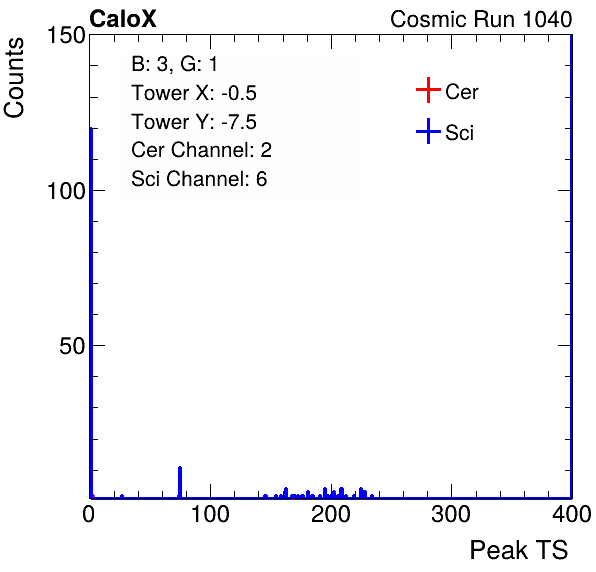 CaloX Cosmic Run 1040
Counts
B: 3, G: 1
Tower X: -0.5
Tower Y: -7.5
Cer Channel: 2
Sci Channel: 6
Cer
Sci
150
100
50
0 100 200 300 400
Peak TS